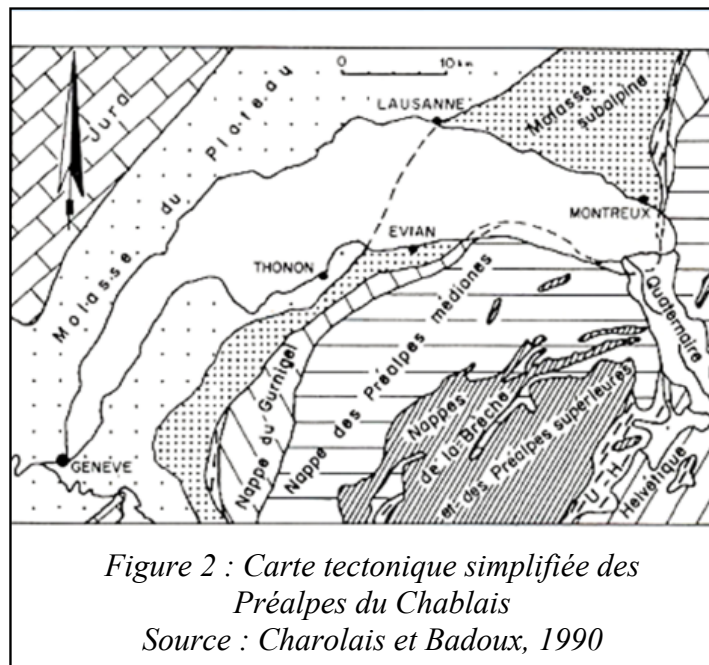 0 10 km
LAUSANNE
Jura
Molasse subalpine
Molasse du Plateau
MONTREUX
EVIAN
THONON
Quaternaire
Nappe des Préalpes médianes
Nappe du Gurnigel
Nappes
de la Brèche
et des Préalpes supérieures
U-H
Helvétique
GENEVE
Figure 2 : Carte tectonique simplifiée des
Préalpes du Chablais
Source : Charolais et Badoux, 1990